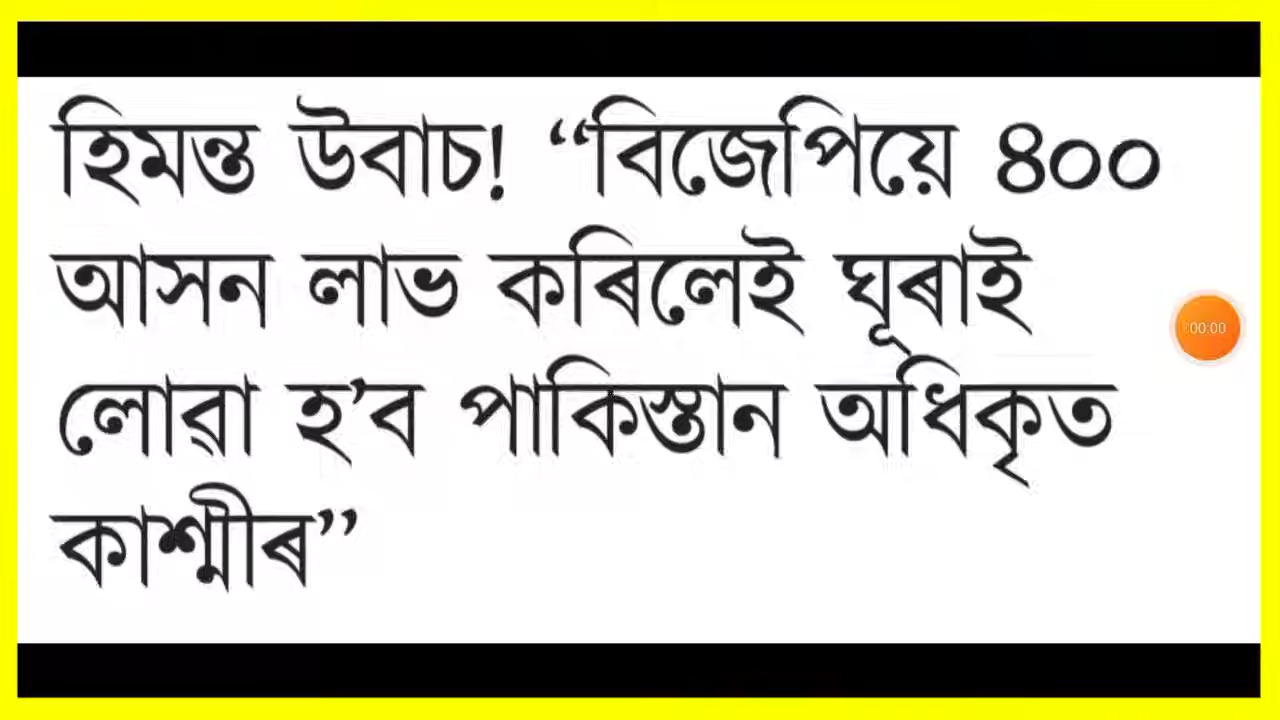 হিমন্ত উবাচ! “বিজেপিয়ে ৪০০
আসন লাভ কৰিলেই ঘূৰাই
লোৱা হ’ব পাকিস্তান অধিকৃত
কাশ্মীৰ”
00:00